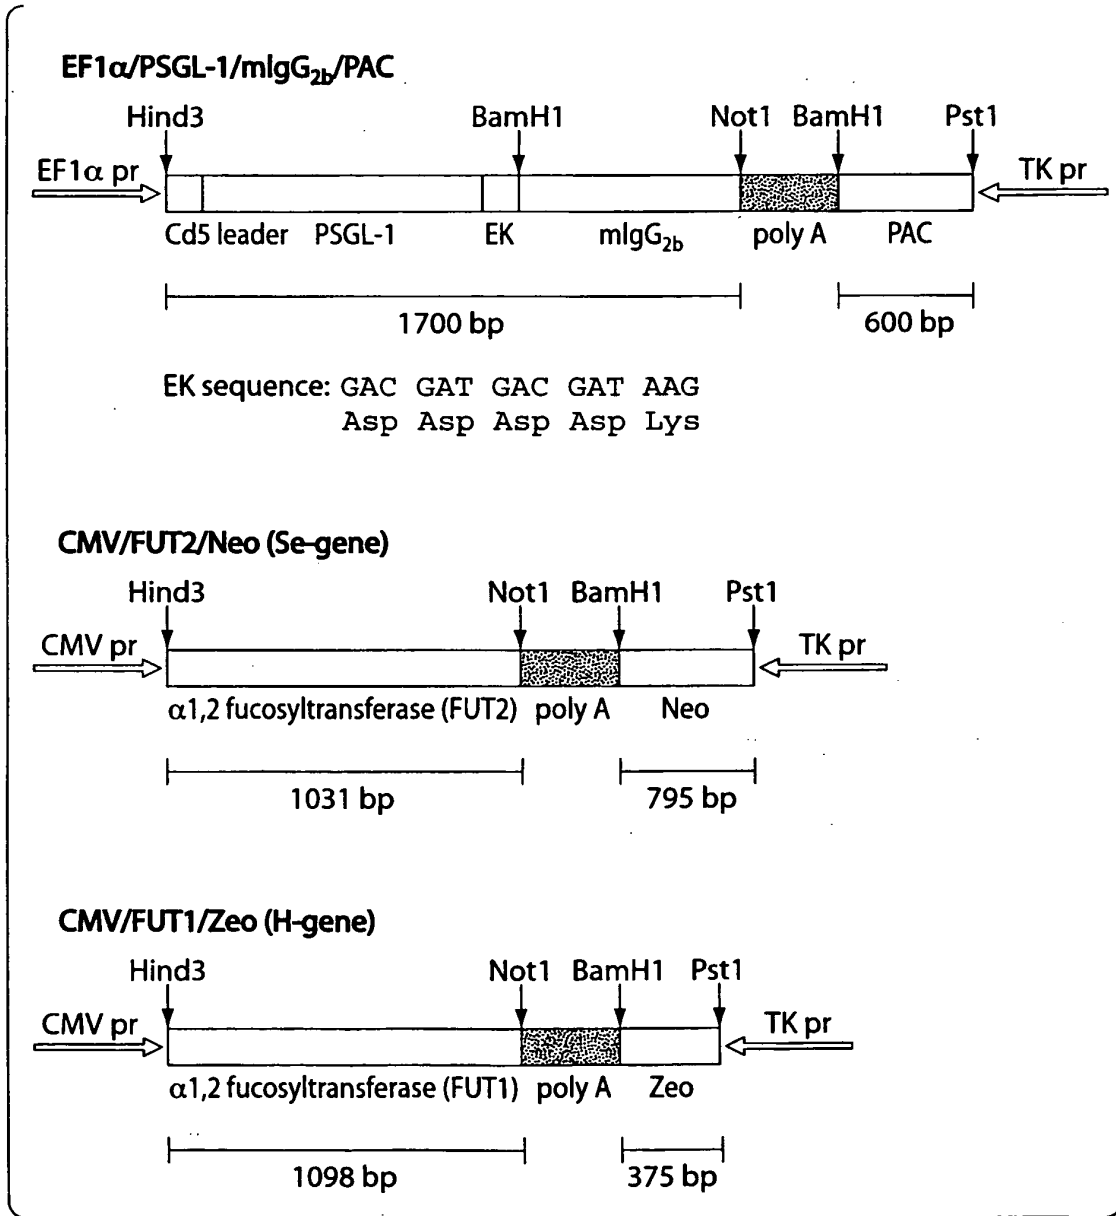 EF1α/PSGL-1/mIgG2b/PAC
Hind3 BamH1 Not1 BamH1 Pst1
EF1α pr TK pr
Cd5 leader PSGL-1 EK mIgG2b poly A PAC
1700 bp 600 bp
EK sequence: GAC GAT GAC GAT AAG
Asp Asp Asp Asp Lys
CMV/FUT2/Neo (Se-gene)
Hind3 Not1 BamH1 Pst1
CMV pr TK pr
α1,2 fucosyltransferase (FUT2) poly A Neo
1031 bp 795 bp
CMV/FUT1/Zeo (H-gene)
Hind3 Not1 BamH1 Pst1
CMV pr TK pr
α1,2 fucosyltransferase (FUT1) poly A Zeo
1098 bp 375 bp